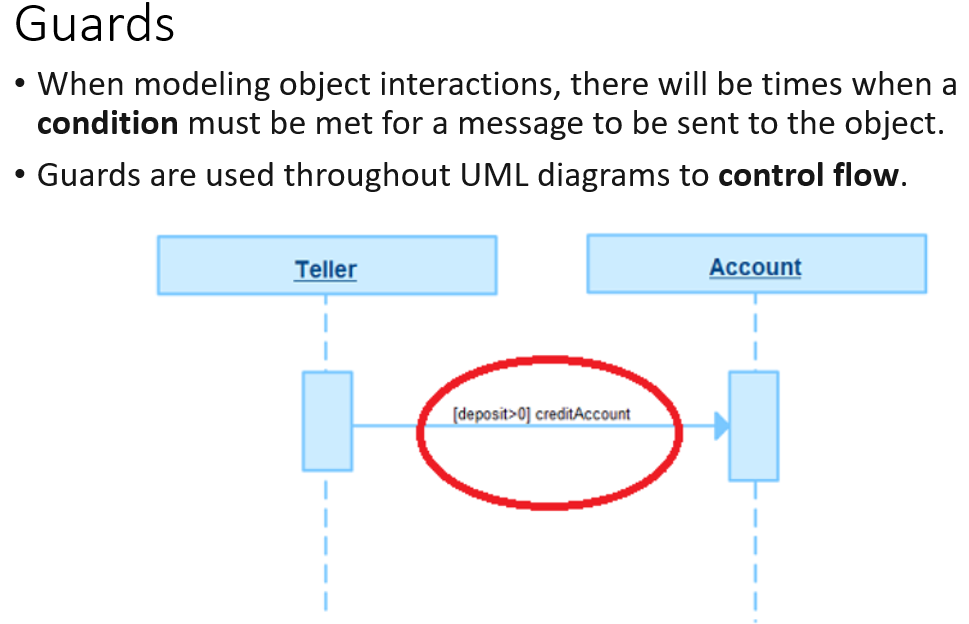 Guards
• When modeling object interactions, there will be times when a
condition must be met for a message to be sent to the object.
• Guards are used throughout UML diagrams to control flow.
Teller
Account
[deposit>0] creditAccount